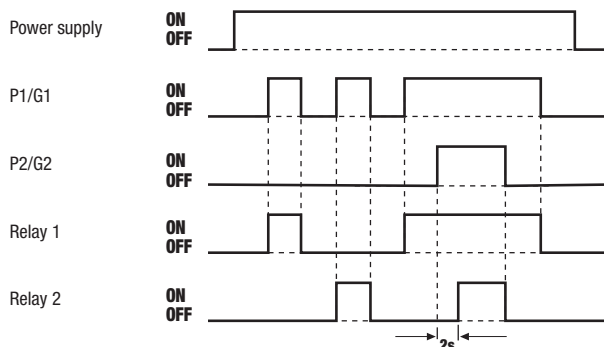 Power supply ON
OFF
P1/G1 ON
OFF
P2/G2 ON
OFF
Relay 1 ON
OFF
Relay 2 ON
OFF
2s